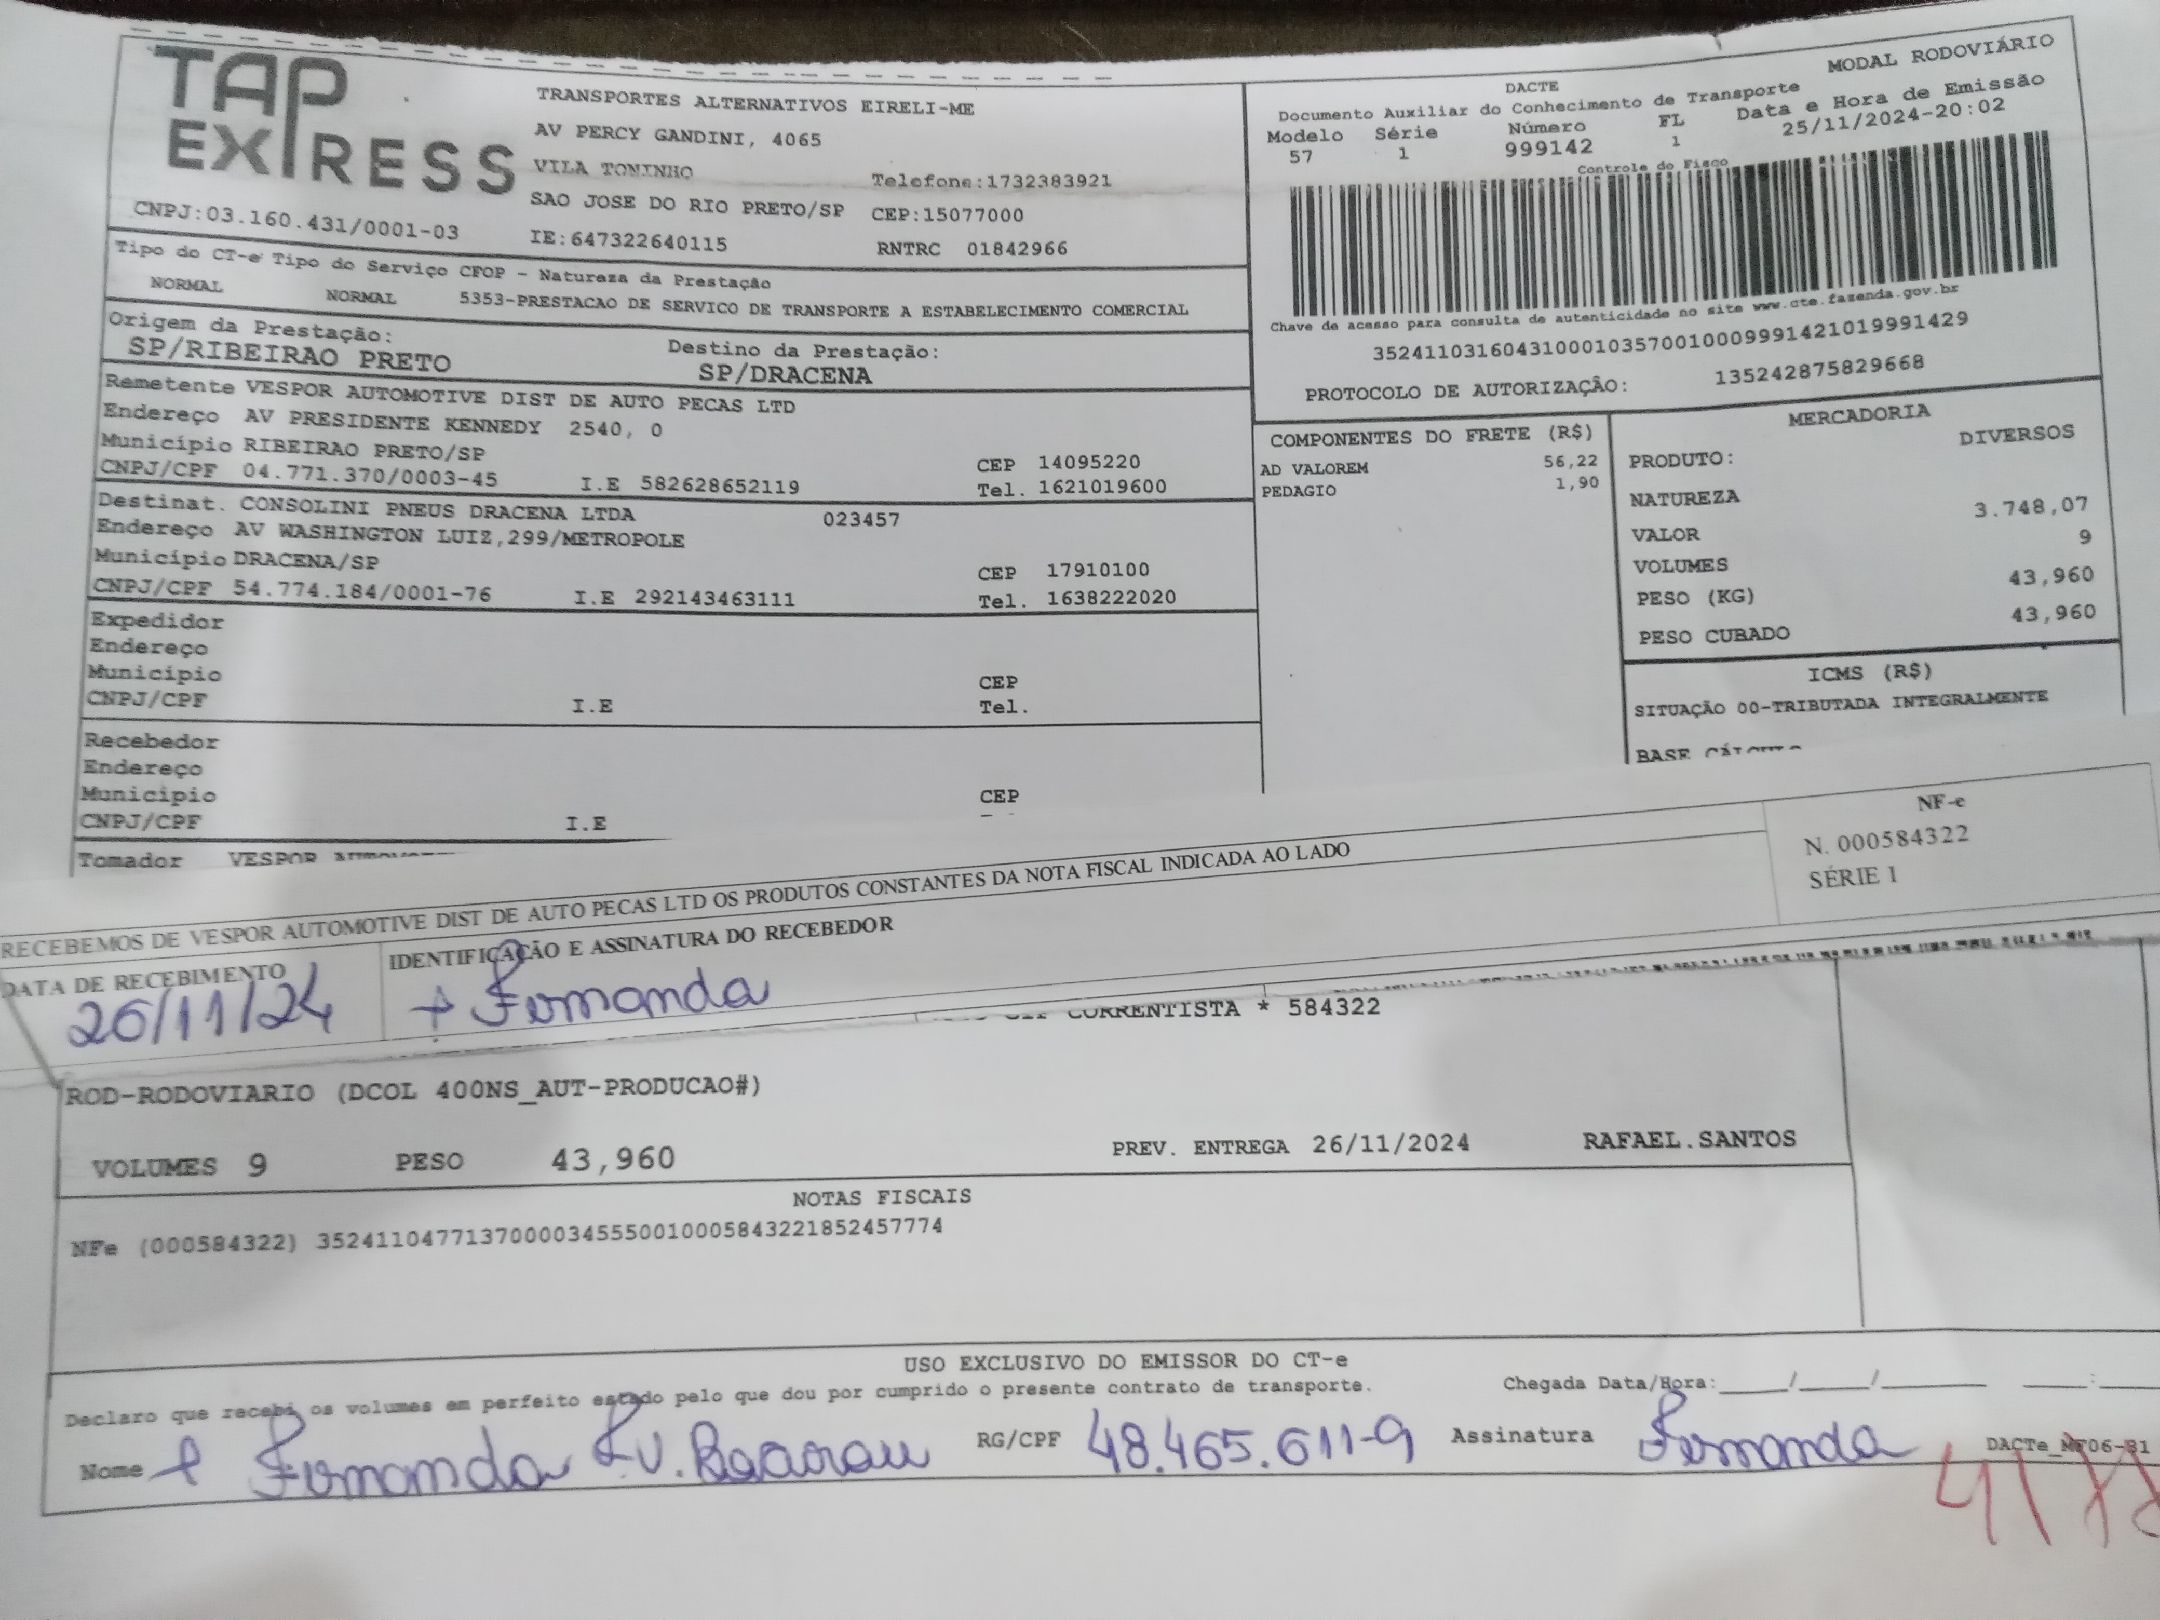 TAP EXPRESS
CNPJ:03.160.431/0001-03
TRANSPORTES ALTERNATIVOS EIRELI-ME
AV PERCY GANDINI, 4065
VILA TONINHO Telefone:1732383921
SAO JOSE DO RIO PRETO/SP CEP:15077000
IE:647322640115 RNTRC 01842966
DACTE MODAL RODOVIÁRIO
Documento Auxiliar do Conhecimento de Transporte
Modelo Série Número FL Data e Hora de Emissão
57 1 999142 1 25/11/2024-20:02
Controle do Fisco
Chave de acesso para consulta de autenticidade no site www.cte.fazenda.gov.br
35241103160431000103570010009991421019991429
PROTOCOLO DE AUTORIZAÇÃO: 135242875829668
Tipo do CT-e Tipo do Serviço CFOP - Natureza da Prestação
NORMAL NORMAL 5353-PRESTACAO DE SERVICO DE TRANSPORTE A ESTABELECIMENTO COMERCIAL
Origem da Prestação: Destino da Prestação:
SP/RIBEIRAO PRETO SP/DRACENA
Remetente VESPOR AUTOMOTIVE DIST DE AUTO PECAS LTD
Endereço AV PRESIDENTE KENNEDY 2540, 0
Município RIBEIRAO PRETO/SP CEP 14095220
CNPJ/CPF 04.771.370/0003-45 I.E 582628652119 Tel. 1621019600
Destinat. CONSOLINI PNEUS DRACENA LTDA 023457
Endereço AV WASHINGTON LUIZ,299/METROPOLE
Município DRACENA/SP CEP 17910100
CNPJ/CPF 54.774.184/0001-76 I.E 292143463111 Tel. 1638222020
Expedidor
Endereço
Município CEP
CNPJ/CPF I.E Tel.
Recebedor
Endereço
Município CEP
CNPJ/CPF I.E
Tomador VESPOR
COMPONENTES DO FRETE (R$)
AD VALOREM 56,22
PEDAGIO 1,90
MERCADORIA
PRODUTO: DIVERSOS
NATUREZA
VALOR 3.748,07
VOLUMES 9
PESO (KG) 43,960
PESO CUBADO 43,960
ICMS (R$)
SITUAÇÃO 00-TRIBUTADA INTEGRALMENTE
BASE CÁLCULO
RECEBEMOS DE VESPOR AUTOMOTIVE DIST DE AUTO PECAS LTD OS PRODUTOS CONSTANTES DA NOTA FISCAL INDICADA AO LADO
NF-e
N. 000584322
SÉRIE 1
DATA DE RECEBIMENTO IDENTIFICAÇÃO E ASSINATURA DO RECEBEDOR
26/11/24 Fernanda
CORRENTISTA * 584322
ROD-RODOVIARIO (DCOL 400NS_AUT-PRODUCAO#)
VOLUMES 9 PESO 43,960 PREV. ENTREGA 26/11/2024 RAFAEL.SANTOS
NOTAS FISCAIS
NFe (000584322) 35241104771370000345550010005843221852457774
USO EXCLUSIVO DO EMISSOR DO CT-e
Declaro que recebi os volumes em perfeito estado pelo que dou por cumprido o presente contrato de transporte. Chegada Data/Hora:____/____/______ ____:____
Nome Fernanda RG/CPF 48.465.611-9 Assinatura Fernanda